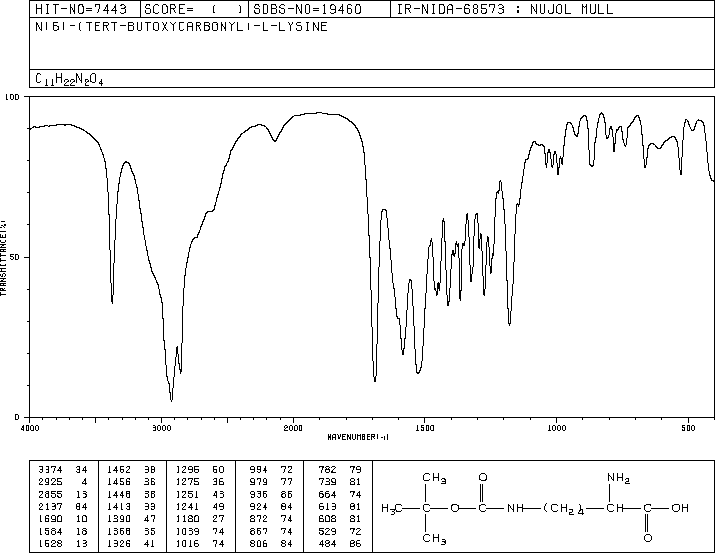 HIT-NO=7443 SCORE= ( ) SDBS-NO=19460 IR-NIDA-68573 : NUJOL MULL
N(6)-(TERT-BUTOXYCARBONYL)-L-LYSINE
C11H22N2O4
100
50
0
TRANSMITTANCE(%)
4000 3000 2000 1500 1000 500
WAVENUMBER(-1)
3374 34 1462 38 1296 60 994 72 782 79
2925 4 1456 36 1275 36 979 77 739 81
2855 13 1448 38 1251 43 936 86 664 74
2137 84 1413 33 1241 49 924 84 613 81
1690 10 1390 47 1180 27 872 74 608 81
1584 18 1368 35 1039 74 867 74 529 72
1528 13 1326 41 1016 74 806 84 484 86
CH3 O NH2
H3C O NH (CH2)4 CH OH
CH3 O